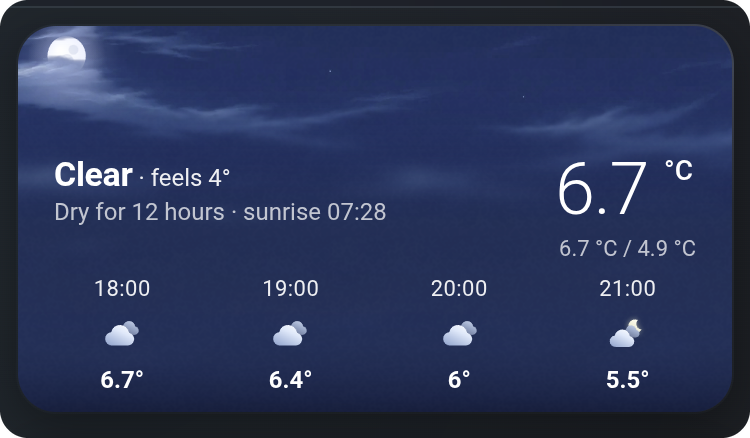 Clear · feels 4°
6.7 °C
Dry for 12 hours · sunrise 07:28
6.7 °C / 4.9 °C
18:00 19:00 20:00 21:00
6.7° 6.4° 6° 5.5°